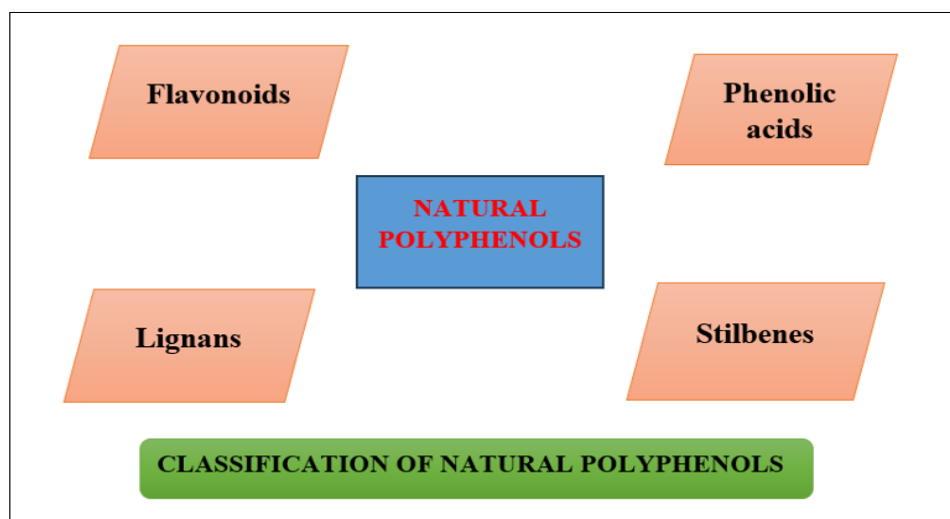 Flavonoids
Phenolic
acids
NATURAL
POLYPHENOLS
Lignans
Stilbenes
CLASSIFICATION OF NATURAL POLYPHENOLS